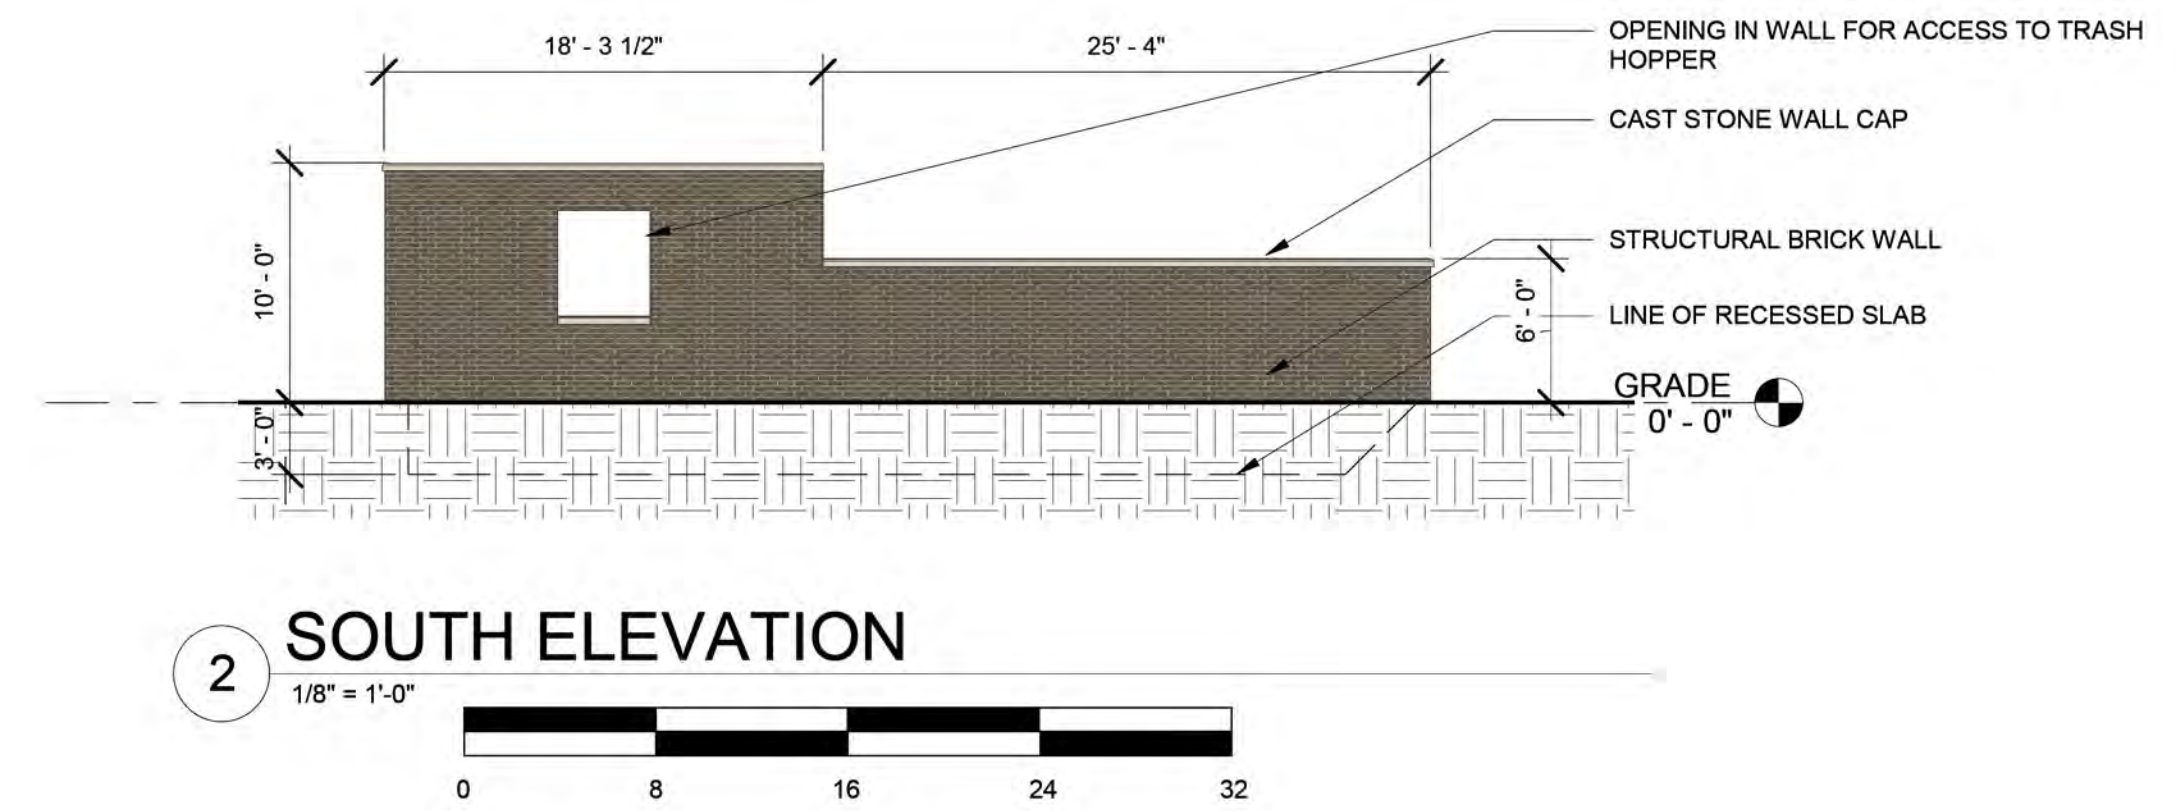 18' - 3 1/2"
25' - 4"
OPENING IN WALL FOR ACCESS TO TRASH
HOPPER
CAST STONE WALL CAP
STRUCTURAL BRICK WALL
LINE OF RECESSED SLAB
10' - 0"
6' - 0"
3' - 0"
GRADE
0' - 0"
2
SOUTH ELEVATION
1/8" = 1'-0"
0 8 16 24 32